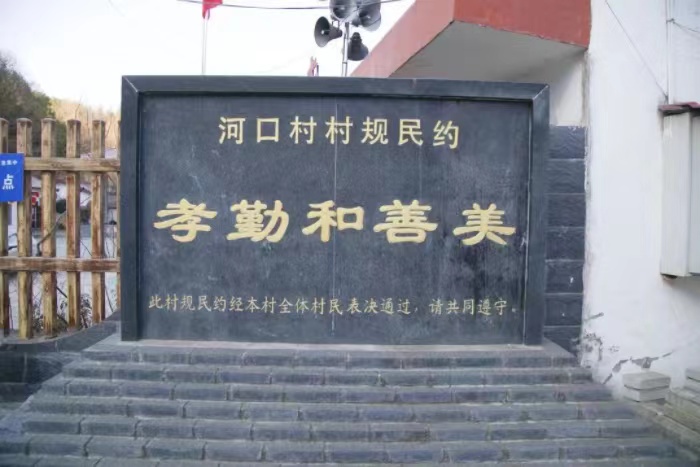 河口村村规民约
孝勤和善美
此村规民约经本村全体村民表决通过，请共同遵守。
点